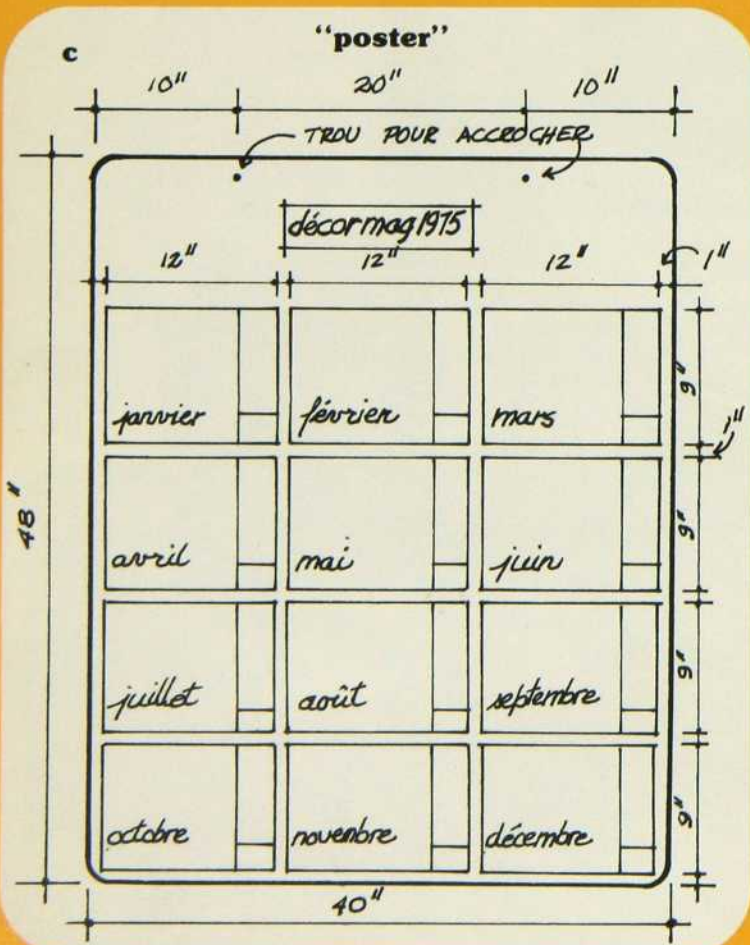 "poster"
c
10" 20" 10"
TROU POUR ACCROCHER
décormag 1975
12" 12" 12" 1"
janvier février mars
9"
1"
avril mai juin
9"
48"
juillet août septembre
9"
octobre novembre décembre
9"
40"